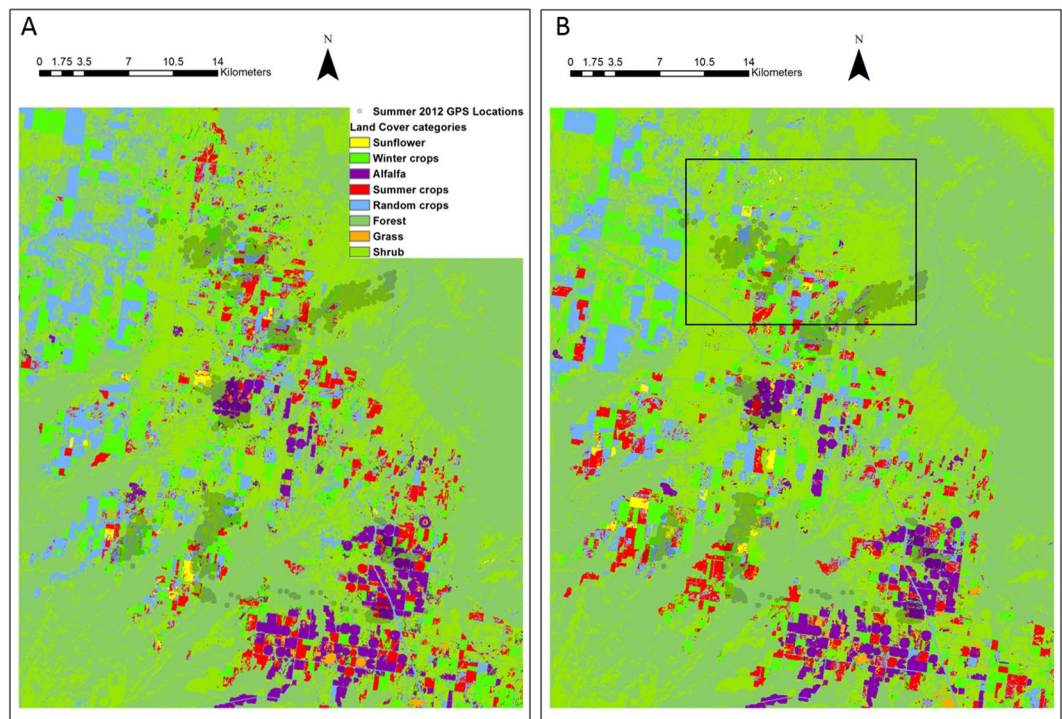 A
N
0 1.75 3.5 7 10.5 14
Kilometers
Summer 2012 GPS Locations
Land Cover categories
Sunflower
Winter crops
Alfalfa
Summer crops
Random crops
Forest
Grass
Shrub
B
N
0 1.75 3.5 7 10.5 14
Kilometers